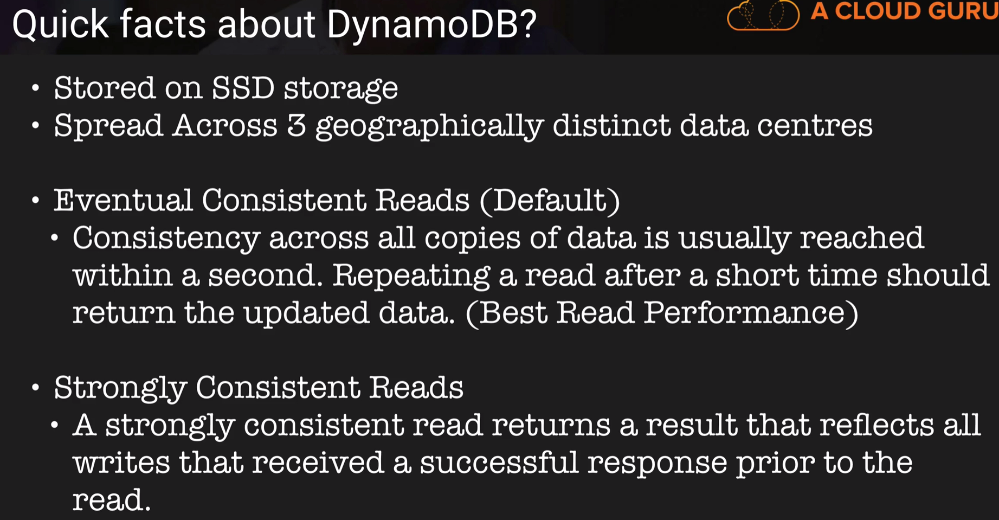 Quick facts about DynamoDB?
A CLOUD GURU
• Stored on SSD storage
• Spread Across 3 geographically distinct data centres
• Eventual Consistent Reads (Default)
• Consistency across all copies of data is usually reached
within a second. Repeating a read after a short time should
return the updated data. (Best Read Performance)
• Strongly Consistent Reads
• A strongly consistent read returns a result that reflects all
writes that received a successful response prior to the
read.